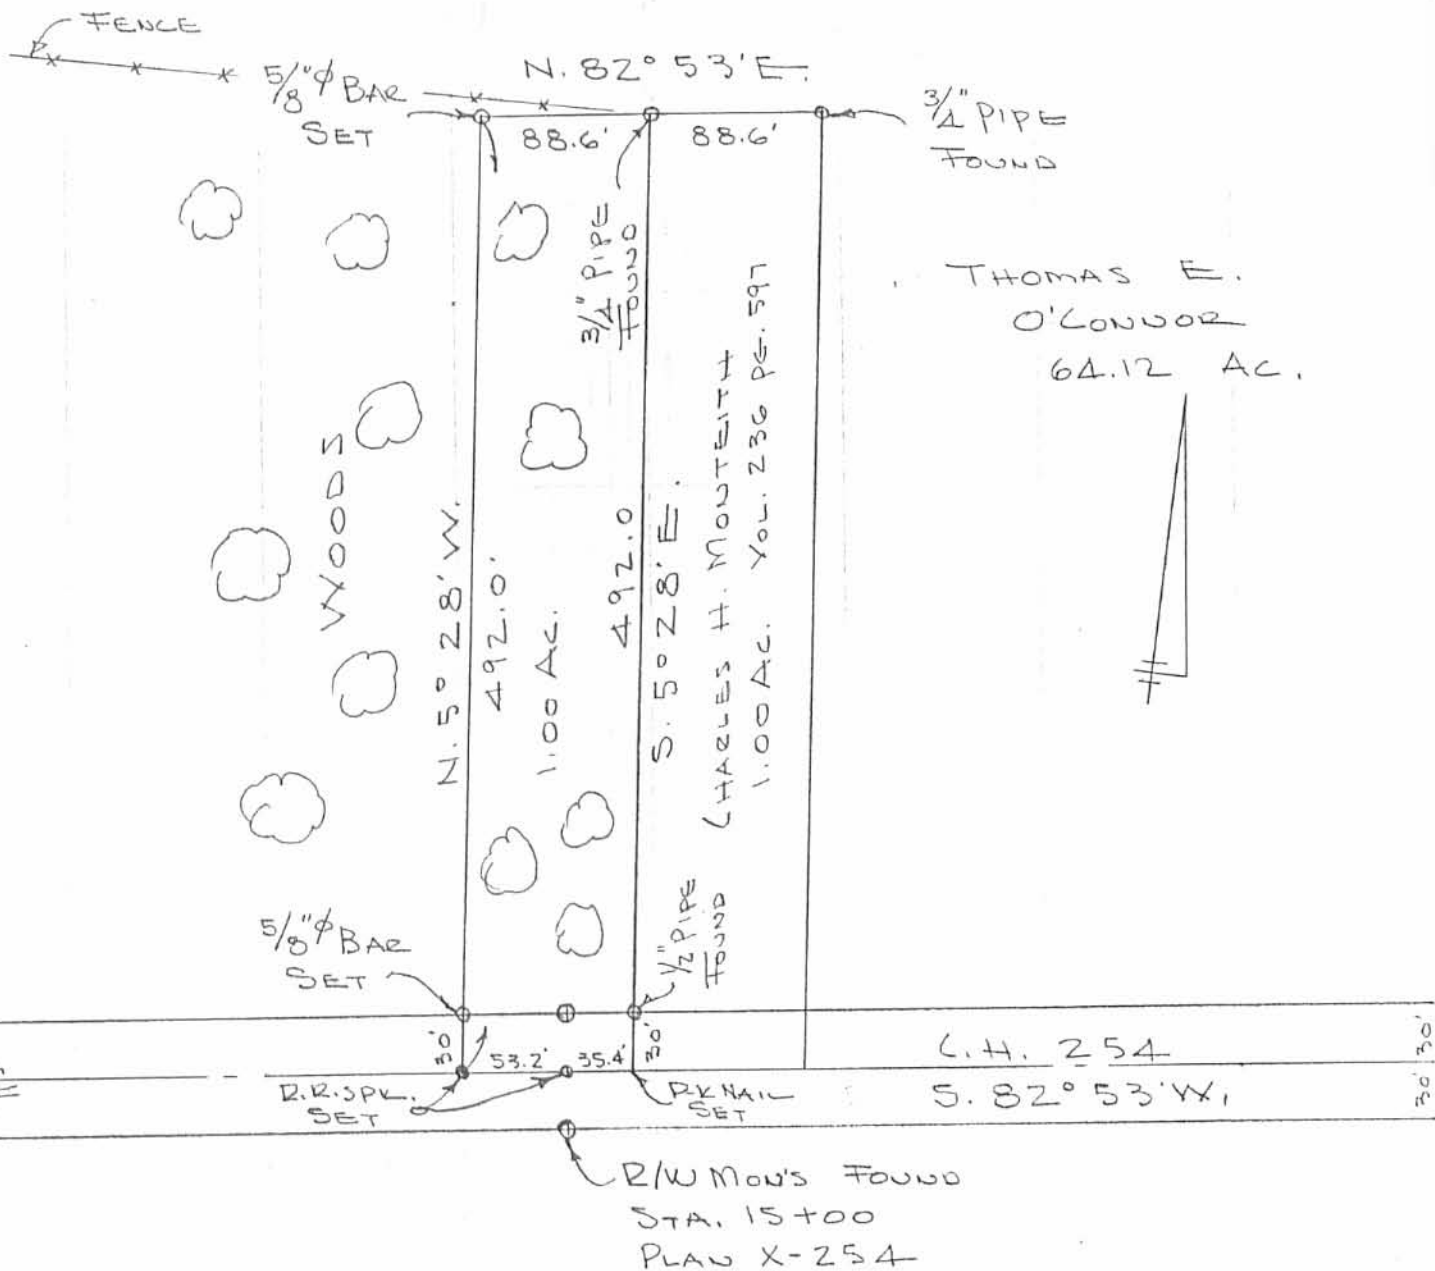 FENCE
N. 82° 53' E.
5/8"ϕ BAR
SET
88.6'
88.6'
3/4" PIPE
FOUND
3/4" PIPE
FOUND
THOMAS E.
O'CONNOR
64.12 AC.
WOODS
N. 5° 28' W.
492.0'
1.00 AC.
492.0
S. 5° 28' E.
CHARLES H. MONTEITH
1.00 AC. VOL. 236 PG. 597
5/8"ϕ BAR
SET
1/2" PIPE
FOUND
30'
53.2'
35.4'
30'
C.H. 254
30'
R.R. SPK.
SET
P.K NAIL
SET
S. 82° 53' W.
30'
R/W MON'S FOUND
STA. 15+00
PLAN X-254